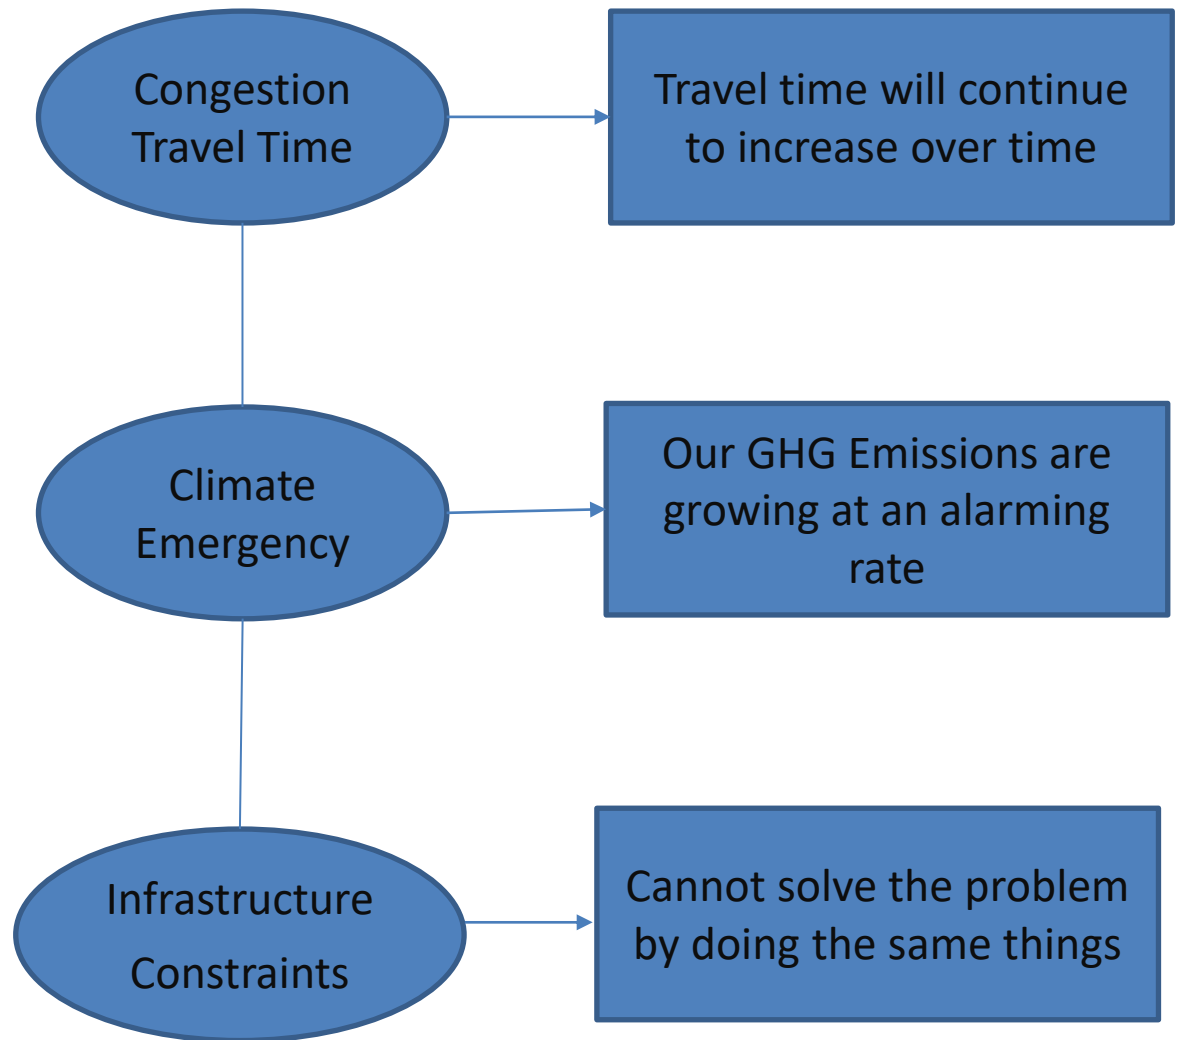 Congestion
Travel Time
Travel time will continue
to increase over time
Climate
Emergency
Our GHG Emissions are
growing at an alarming
rate
Infrastructure
Constraints
Cannot solve the problem
by doing the same things